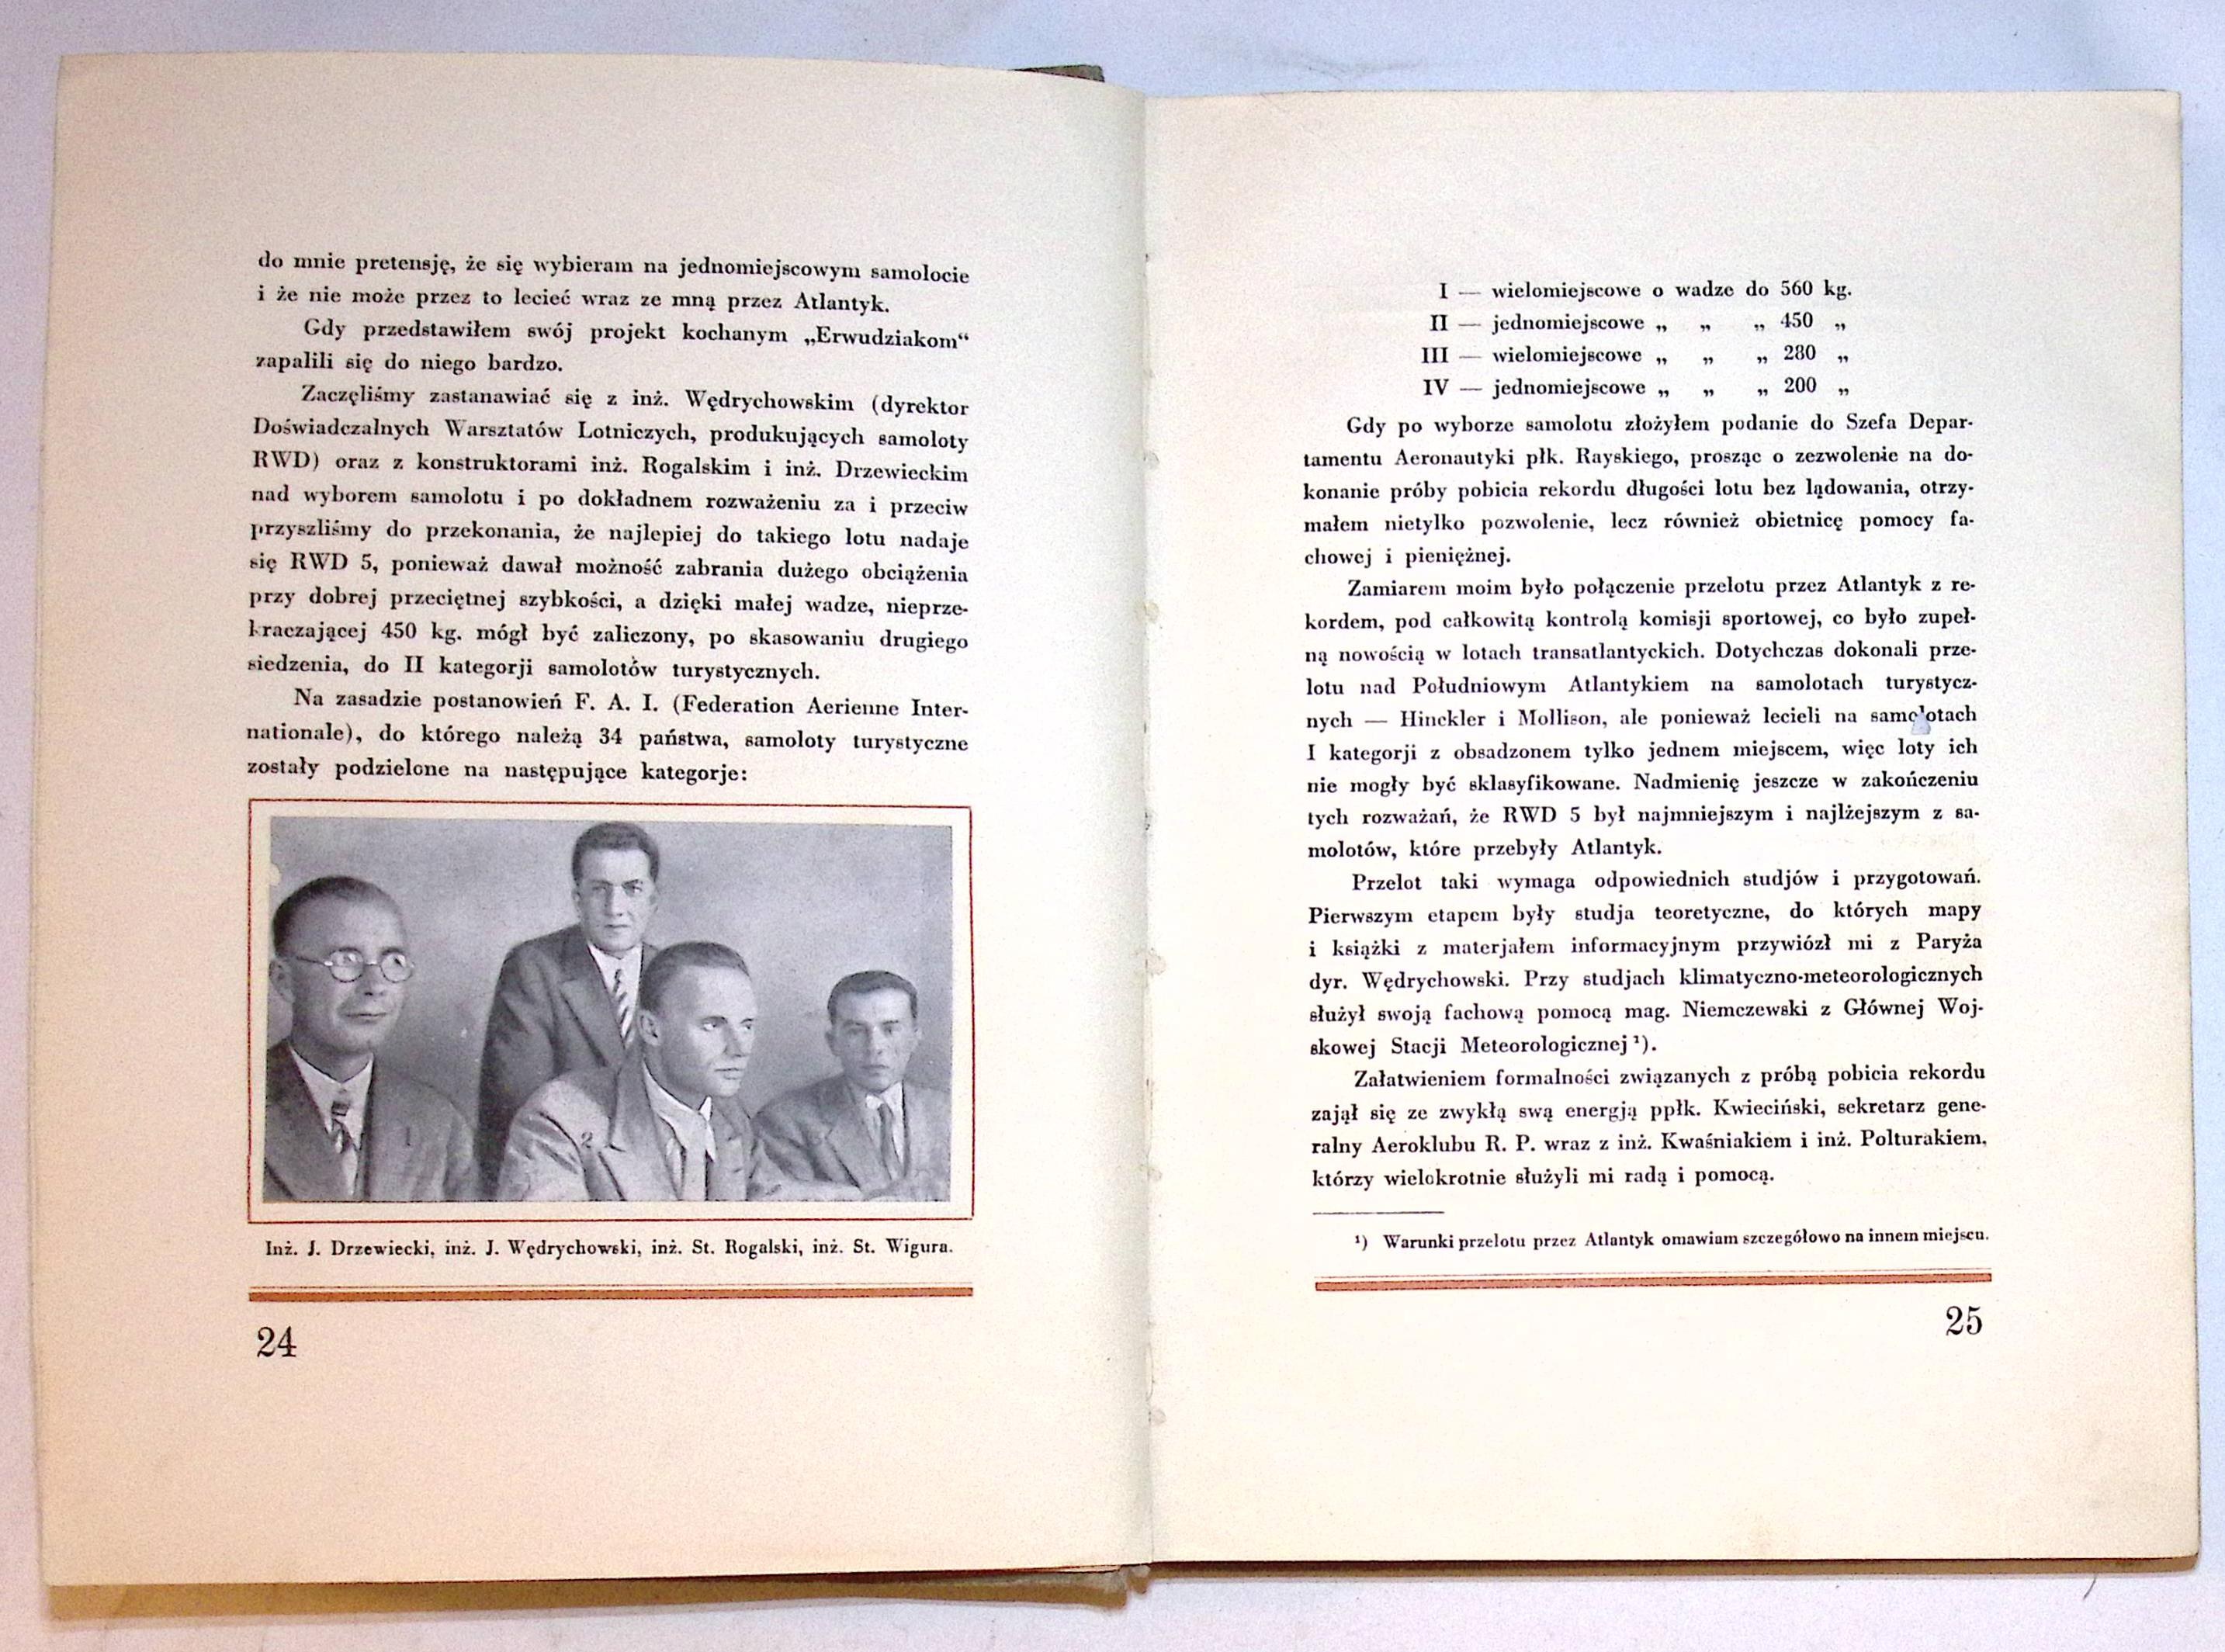 do mnie pretensję, że się wybieram na jednomiejscowym samolocie
i że nie może przez to lecieć wraz ze mną przez Atlantyk.
Gdy przedstawiłem swój projekt kochanym „Erwudziakom“
zapalili się do niego bardzo.
Zaczęliśmy zastanawiać się z inż. Wędrychowskim (dyrektor
Doświadczalnych Warsztatów Lotniczych, produkujących samoloty
RWD) oraz z konstruktorami inż. Rogalskim i inż. Drzewieckim
nad wyborem samolotu i po dokładnem rozważeniu za i przeciw
przyszliśmy do przekonania, że najlepiej do takiego lotu nadaje
się RWD 5, ponieważ dawał możność zabrania dużego obciążenia
przy dobrej przeciętnej szybkości, a dzięki małej wadze, nieprze-
kraczającej 450 kg. mógł być zaliczony, po skasowaniu drugiego
siedzenia, do II kategorji samolotów turystycznych.
Na zasadzie postanowień F. A. I. (Federation Aerienne Inter-
nationale), do którego należą 34 państwa, samoloty turystyczne
zostały podzielone na następujące kategorje:
Inż. J. Drzewiecki, inż. J. Wędrychowski, inż. St. Rogalski, inż. St. Wigura.
24
I — wielomiejscowe o wadze do 560 kg.
II — jednomiejscowe „ „ „ 450 „
III — wielomiejscowe „ „ „ 280 „
IV — jednomiejscowe „ „ „ 200 „
Gdy po wyborze samolotu złożyłem podanie do Szefa Depar-
tamentu Aeronautyki płk. Rayskiego, prosząc o zezwolenie na do-
konanie próby pobicia rekordu długości lotu bez lądowania, otrzy-
małem nietylko pozwolenie, lecz również obietnicę pomocy fa-
chowej i pieniężnej.
Zamiarem moim było połączenie przelotu przez Atlantyk z re-
kordem, pod całkowitą kontrolą komisji sportowej, co było zupeł-
ną nowością w lotach transatlantyckich. Dotychczas dokonali prze-
lotu nad Południowym Atlantykiem na samolotach turystycz-
nych — Hinckler i Mollison, ale ponieważ lecieli na samolotach
I kategorji z obsadzonem tylko jednem miejscem, więc loty ich
nie mogły być sklasyfikowane. Nadmienię jeszcze w zakończeniu
tych rozważań, że RWD 5 był najmniejszym i najlżejszym z sa-
molotów, które przebyły Atlantyk.
Przelot taki wymaga odpowiednich studjów i przygotowań.
Pierwszym etapem były studja teoretyczne, do których mapy
i książki z materjałem informacyjnym przywiózł mi z Paryża
dyr. Wędrychowski. Przy studjach klimatyczno-meteorologicznych
służył swoją fachową pomocą mag. Niemczewski z Głównej Woj-
skowej Stacji Meteorologicznej ¹).
Załatwieniem formalności związanych z próbą pobicia rekordu
zajął się ze zwykłą swą energją ppłk. Kwieciński, sekretarz gene-
ralny Aeroklubu R. P. wraz z inż. Kwaśniakiem i inż. Polturakiem,
którzy wielokrotnie służyli mi radą i pomocą.
¹) Warunki przelotu przez Atlantyk omawiam szczegółowo na innem miejscu.
25